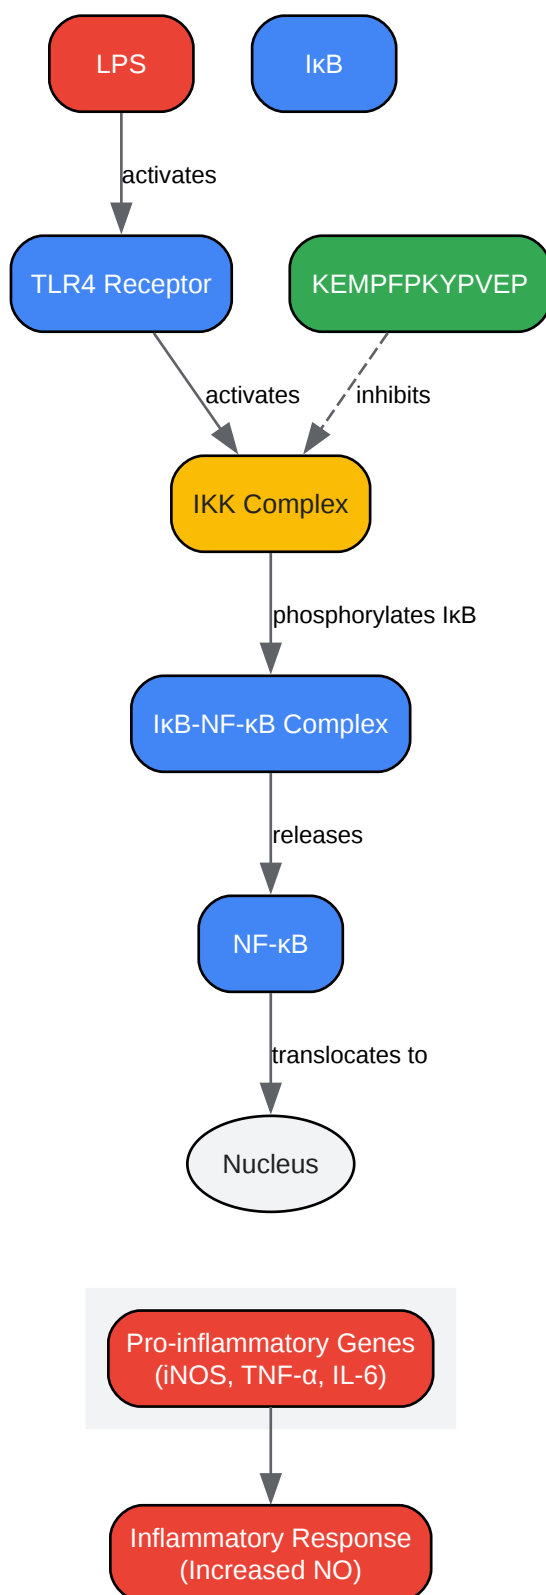 LPS
IκB
activates
TLR4 Receptor
KEMPFPKYPVEP
activates
inhibits
IKK Complex
phosphorylates IκB
IκB-NF-κB Complex
releases
NF-κB
translocates to
Nucleus
Pro-inflammatory Genes
(iNOS, TNF-α, IL-6)
Inflammatory Response
(Increased NO)